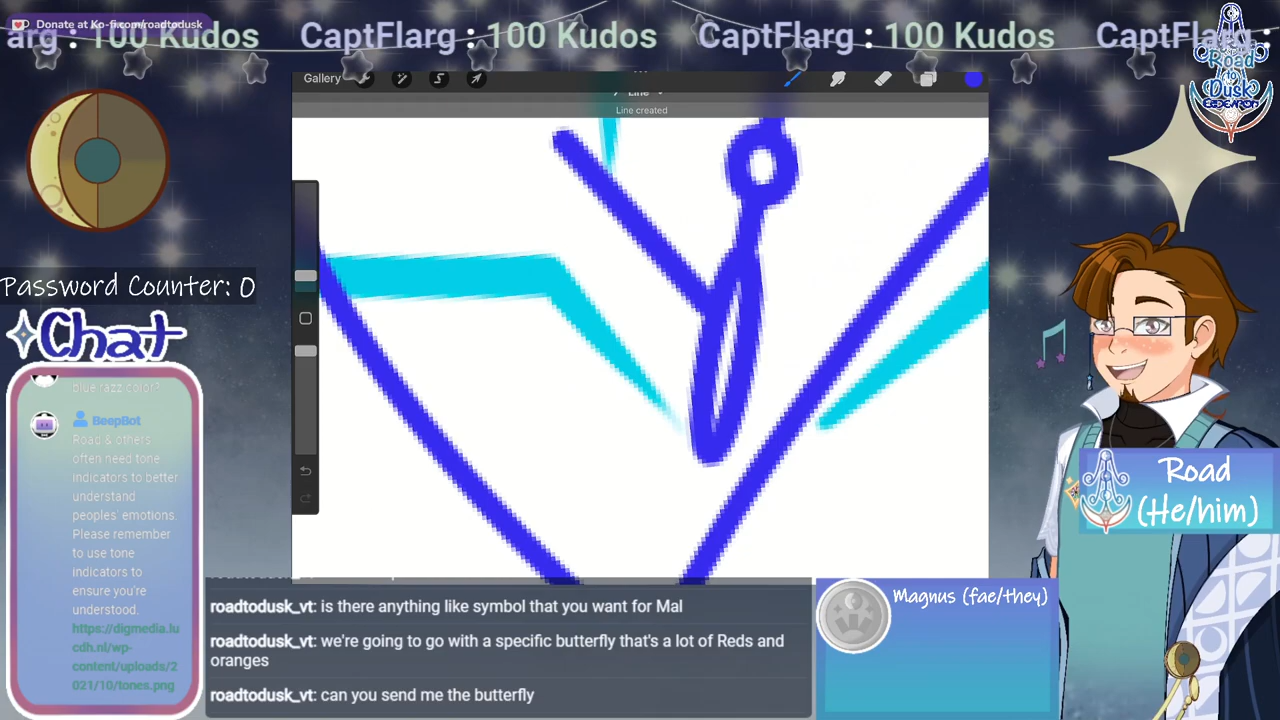 Donate at Ko-fi.com/roadtodusk
arg : 100 Kudos CaptFlarg : 100 Kudos CaptFlarg : 100 Kudos CaptFlarg :
Road
to
Dusk
Gallery
Line
Line created
Password Counter: 0
Chat
blue razz color?
BeepBot
Road & others
often need tone
indicators to better
understand
peoples' emotions.
Please remember
to use tone
indicators to
ensure you're
understood.
https://digmedia.lu
cdh.nl/wp-
content/uploads/2
021/10/tones.png
roadtodusk_vt: is there anything like symbol that you want for Mal
roadtodusk_vt: we're going to go with a specific butterfly that's a lot of Reds and
oranges
roadtodusk_vt: can you send me the butterfly
Road
(He/him)
Magnus (fae/they)